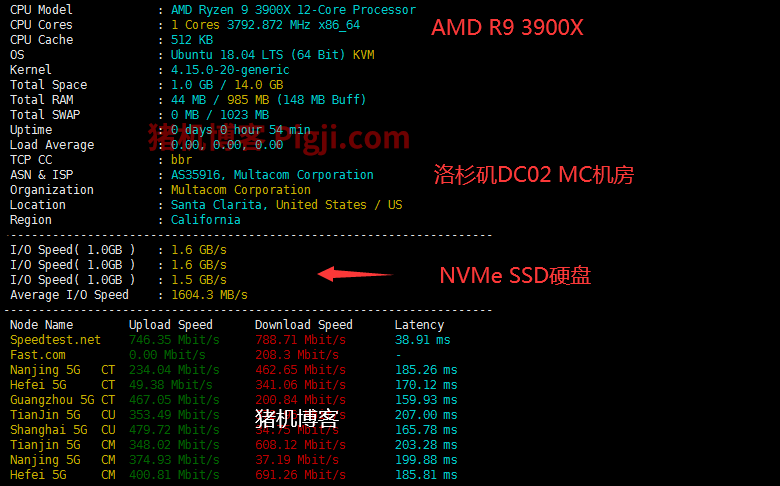 CPU Model : AMD Ryzen 9 3900X 12-Core Processor
AMD R9 3900X
CPU Cores : 1 Cores 3792.872 MHz x86_64
CPU Cache : 512 KB
OS : Ubuntu 18.04 LTS (64 Bit) KVM
Kernel : 4.15.0-20-generic
Total Space : 1.0 GB / 14.0 GB
Total RAM : 44 MB / 985 MB (148 MB Buff)
Total SWAP : 0 MB / 1023 MB
Uptime : 0 days 0 hour 54 min
猪机博客 Pigji.com
Load Average : 0.00, 0.00, 0.00
TCP CC : bbr
ASN & ISP : AS35916, Multacom Corporation
洛杉矶DC02 MC机房
Organization : Multacom Corporation
Location : Santa Clarita, United States / US
Region : California
I/O Speed( 1.0GB ) : 1.6 GB/s
I/O Speed( 1.0GB ) : 1.6 GB/s
I/O Speed( 1.0GB ) : 1.5 GB/s
NVMe SSD硬盘
Average I/O Speed : 1604.3 MB/s
Node Name Upload Speed Download Speed Latency
Speedtest.net 746.35 Mbit/s 788.71 Mbit/s 38.91 ms
Fast.com 0.00 Mbit/s 208.3 Mbit/s -
Nanjing 5G CT 234.04 Mbit/s 462.65 Mbit/s 185.26 ms
Hefei 5G CT 49.38 Mbit/s 341.06 Mbit/s 170.12 ms
Guangzhou 5G CT 467.05 Mbit/s 200.84 Mbit/s 159.93 ms
TianJin 5G CU 353.49 Mbit/s 207.00 ms
猪机博客
Shanghai 5G CU 479.72 Mbit/s Mbit/s 165.78 ms
Tianjin 5G CM 348.02 Mbit/s 608.12 Mbit/s 203.28 ms
Nanjing 5G CM 374.93 Mbit/s 37.19 Mbit/s 199.88 ms
Hefei 5G CM 400.81 Mbit/s 691.26 Mbit/s 185.81 ms